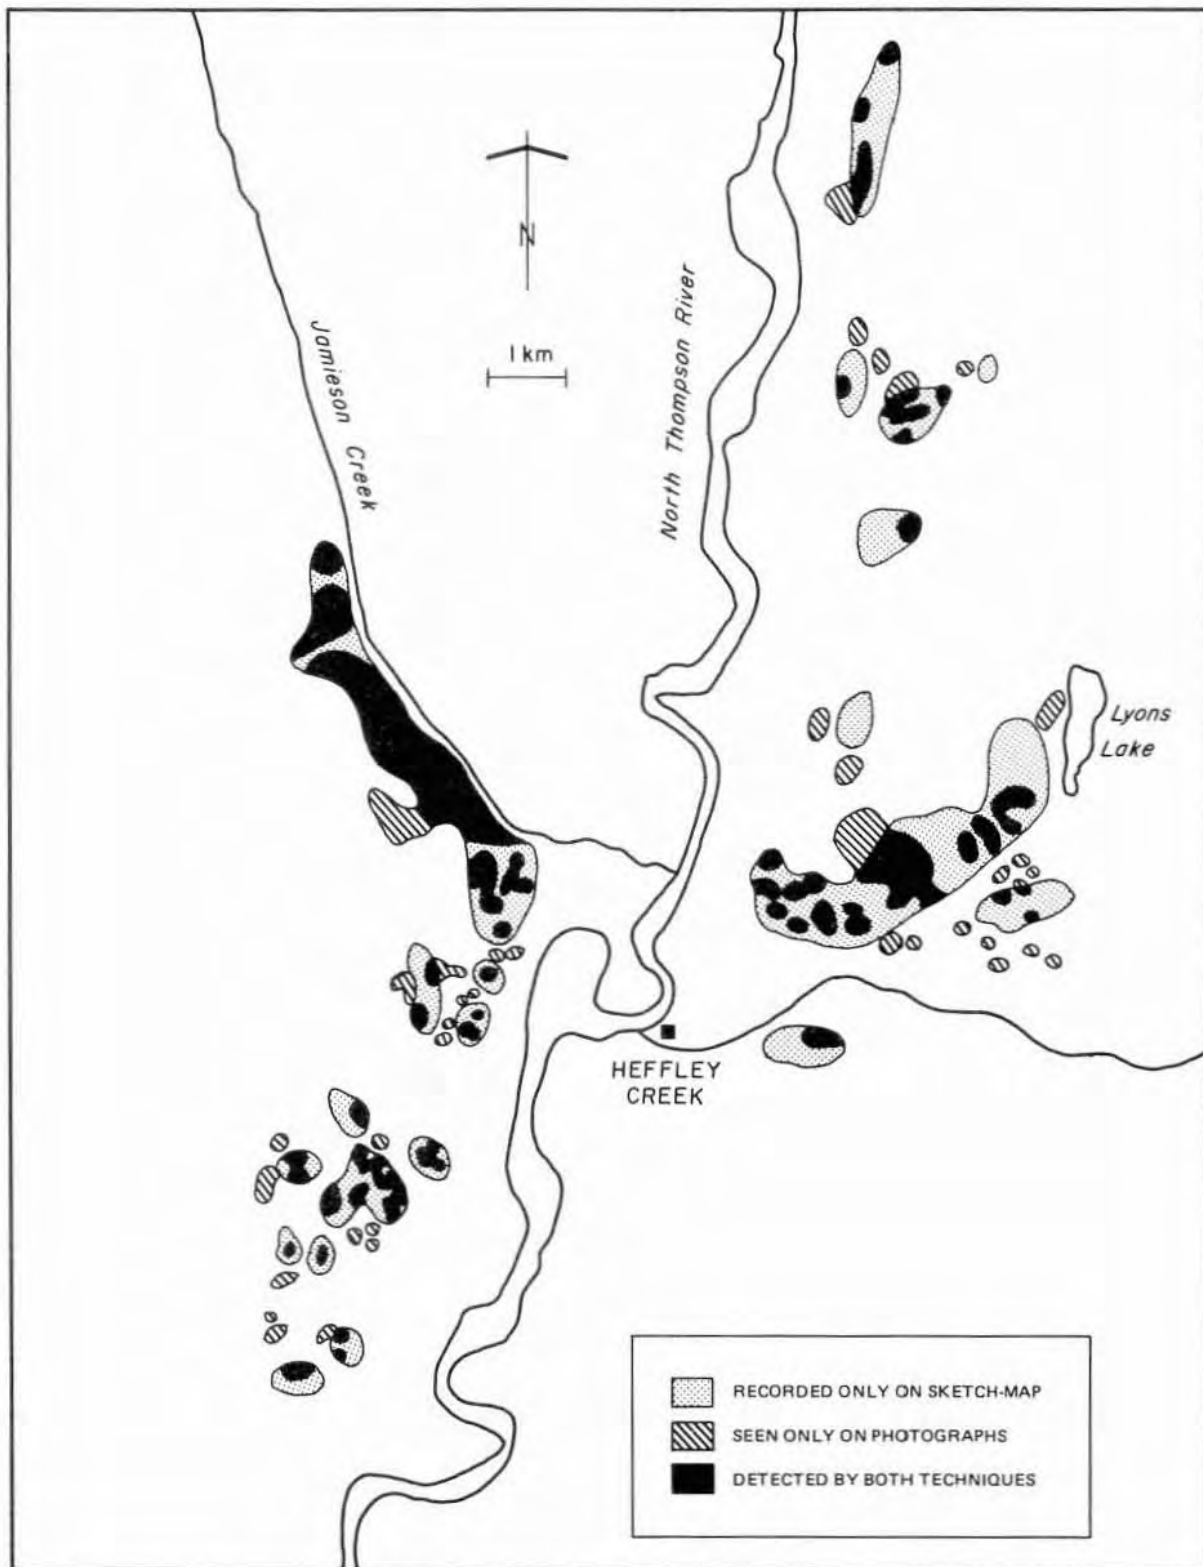 N
1 km
Jamieson Creek
North Thompson River
Lyons
Lake
HEFFLEY
CREEK
RECORDED ONLY ON SKETCH-MAP
SEEN ONLY ON PHOTOGRAPHS
DETECTED BY BOTH TECHNIQUES